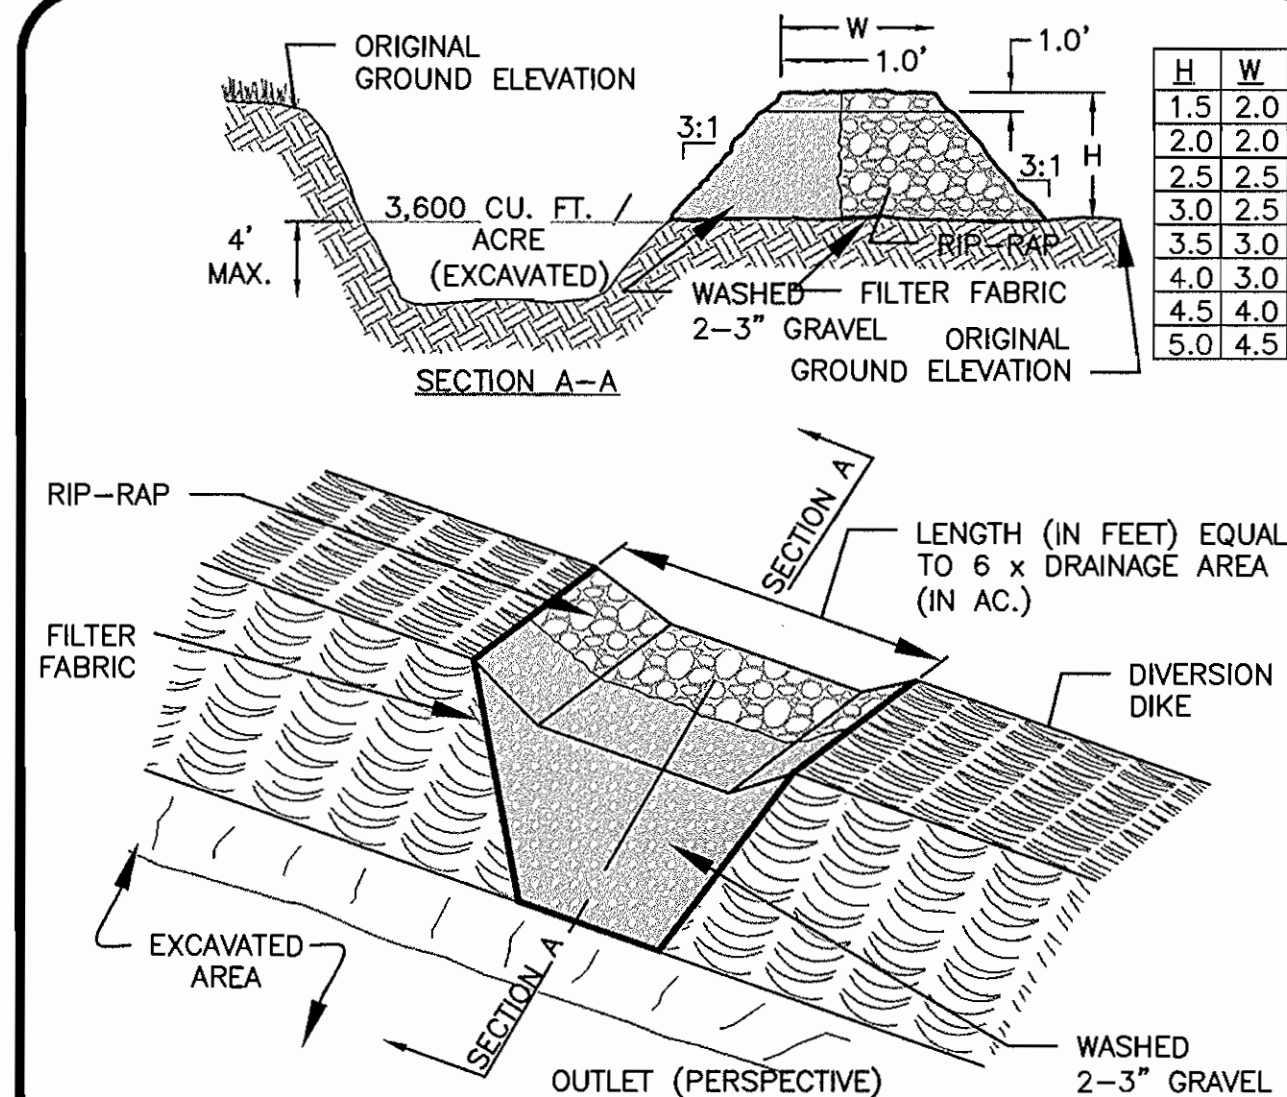 ORIGINAL
GROUND ELEVATION
W
1.0'
1.0'
H W
1.5 2.0
2.0 2.0
2.5 2.5
3.0 2.5
3.5 3.0
4.0 3.0
4.5 4.0
5.0 4.5
3:1
H
3:1
3,600 CU. FT. /
ACRE
(EXCAVATED)
4'
MAX.
RIP-RAP
WASHED
2-3" GRAVEL
FILTER FABRIC
ORIGINAL
GROUND ELEVATION
SECTION A-A
RIP-RAP
SECTION A
LENGTH (IN FEET) EQUAL
TO 6 x DRAINAGE AREA
(IN AC.)
FILTER
FABRIC
DIVERSION
DIKE
EXCAVATED
AREA
SECTION A
WASHED
2-3" GRAVEL
OUTLET (PERSPECTIVE)